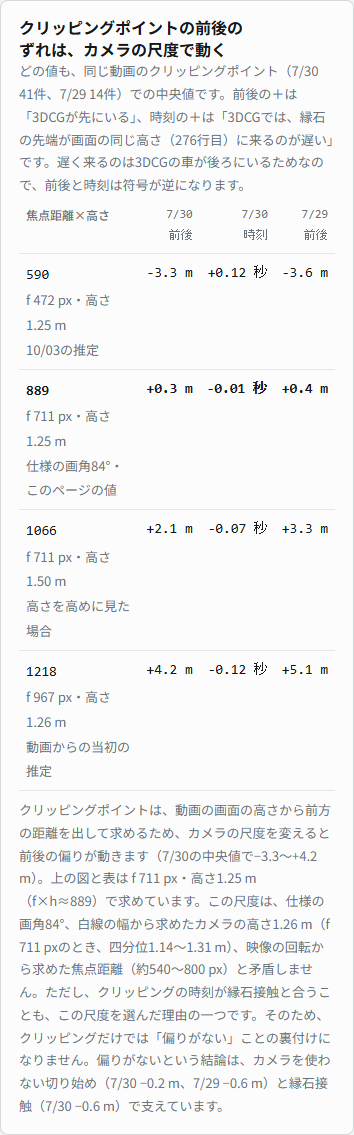 クリッピングポイントの前後の
ずれは、カメラの尺度で動く
どの値も、同じ動画のクリッピングポイント（7/30
41件、7/29 14件）での中央値です。前後の＋は
「3DCGが先にいる」、時刻の＋は「3DCGでは、縁石
の先端が画面の同じ高さ（276行目）に来るのが遅い」
です。遅く来るのは3DCGの車が後ろにいるためなの
で、前後と時刻は符号が逆になります。
焦点距離×高さ 7/30 7/30 7/29
前後 時刻 前後
590 -3.3 m +0.12 秒 -3.6 m
f 472 px・高さ
1.25 m
10/03の推定
889 +0.3 m -0.01 秒 +0.4 m
f 711 px・高さ
1.25 m
仕様の画角84°・
このページの値
1066 +2.1 m -0.07 秒 +3.3 m
f 711 px・高さ
1.50 m
高さを高めに見た
場合
1218 +4.2 m -0.12 秒 +5.1 m
f 967 px・高さ
1.26 m
動画からの当初の
推定
クリッピングポイントは、動画の画面の高さから前方
の距離を出して求めるため、カメラの尺度を変えると
前後の偏りが動きます（7/30の中央値で−3.3〜+4.2
m）。上の図と表は f 711 px・高さ1.25 m
（f×h≈889）で求めています。この尺度は、仕様の
画角84°、白線の幅から求めたカメラの高さ1.26 m（f
711 pxのとき、四分位1.14〜1.31 m）、映像の回転か
ら求めた焦点距離（約540〜800 px）と矛盾しませ
ん。ただし、クリッピングの時刻が縁石接触と合うこ
とも、この尺度を選んだ理由の一つです。そのため、
クリッピングだけでは「偏りがない」ことの裏付けに
なりません。偏りがないという結論は、カメラを使わ
ない切り始め（7/30 −0.2 m、7/29 −0.6 m）と縁石接
触（7/30 −0.6 m）で支えています。